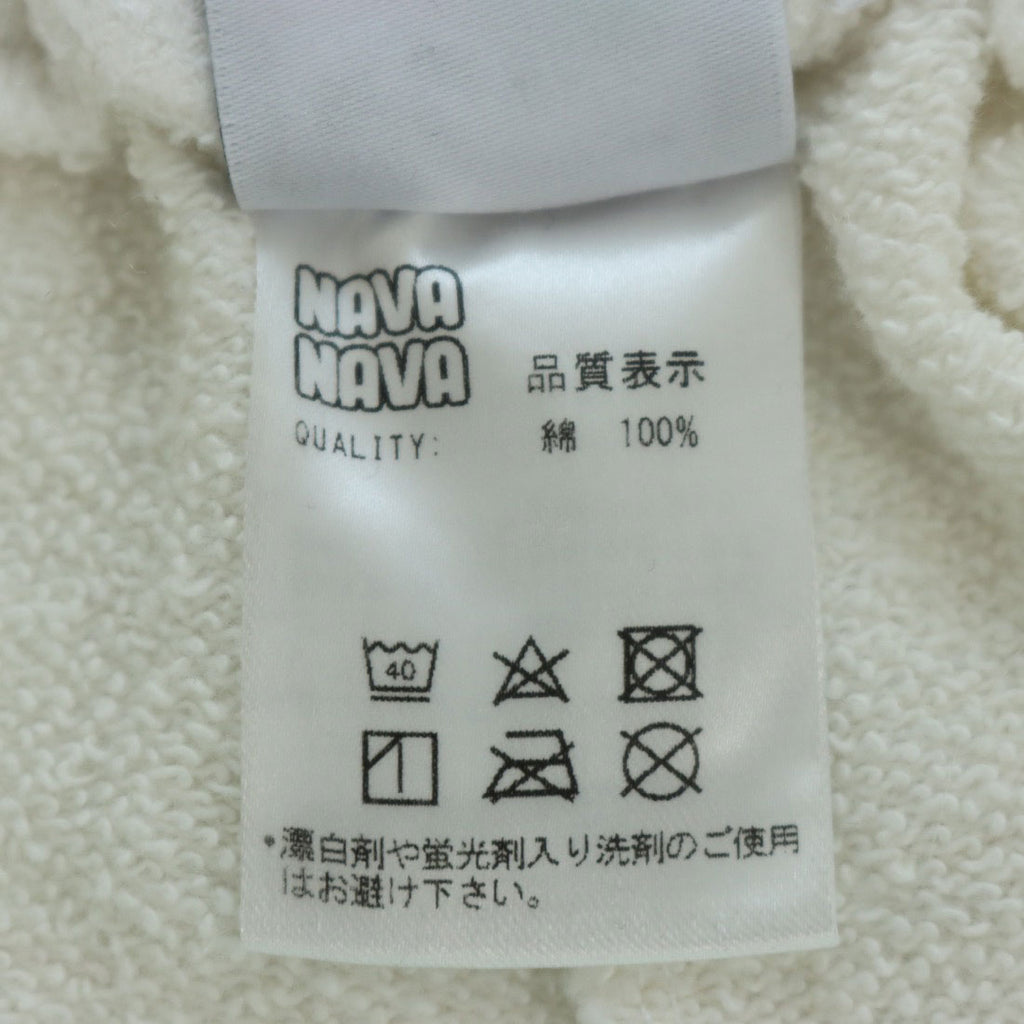 NAVA
NAVA
品質表示
QUALITY:
綿 100%
40
*漂白剤や蛍光剤入り洗剤のご使用
はお避け下さい。